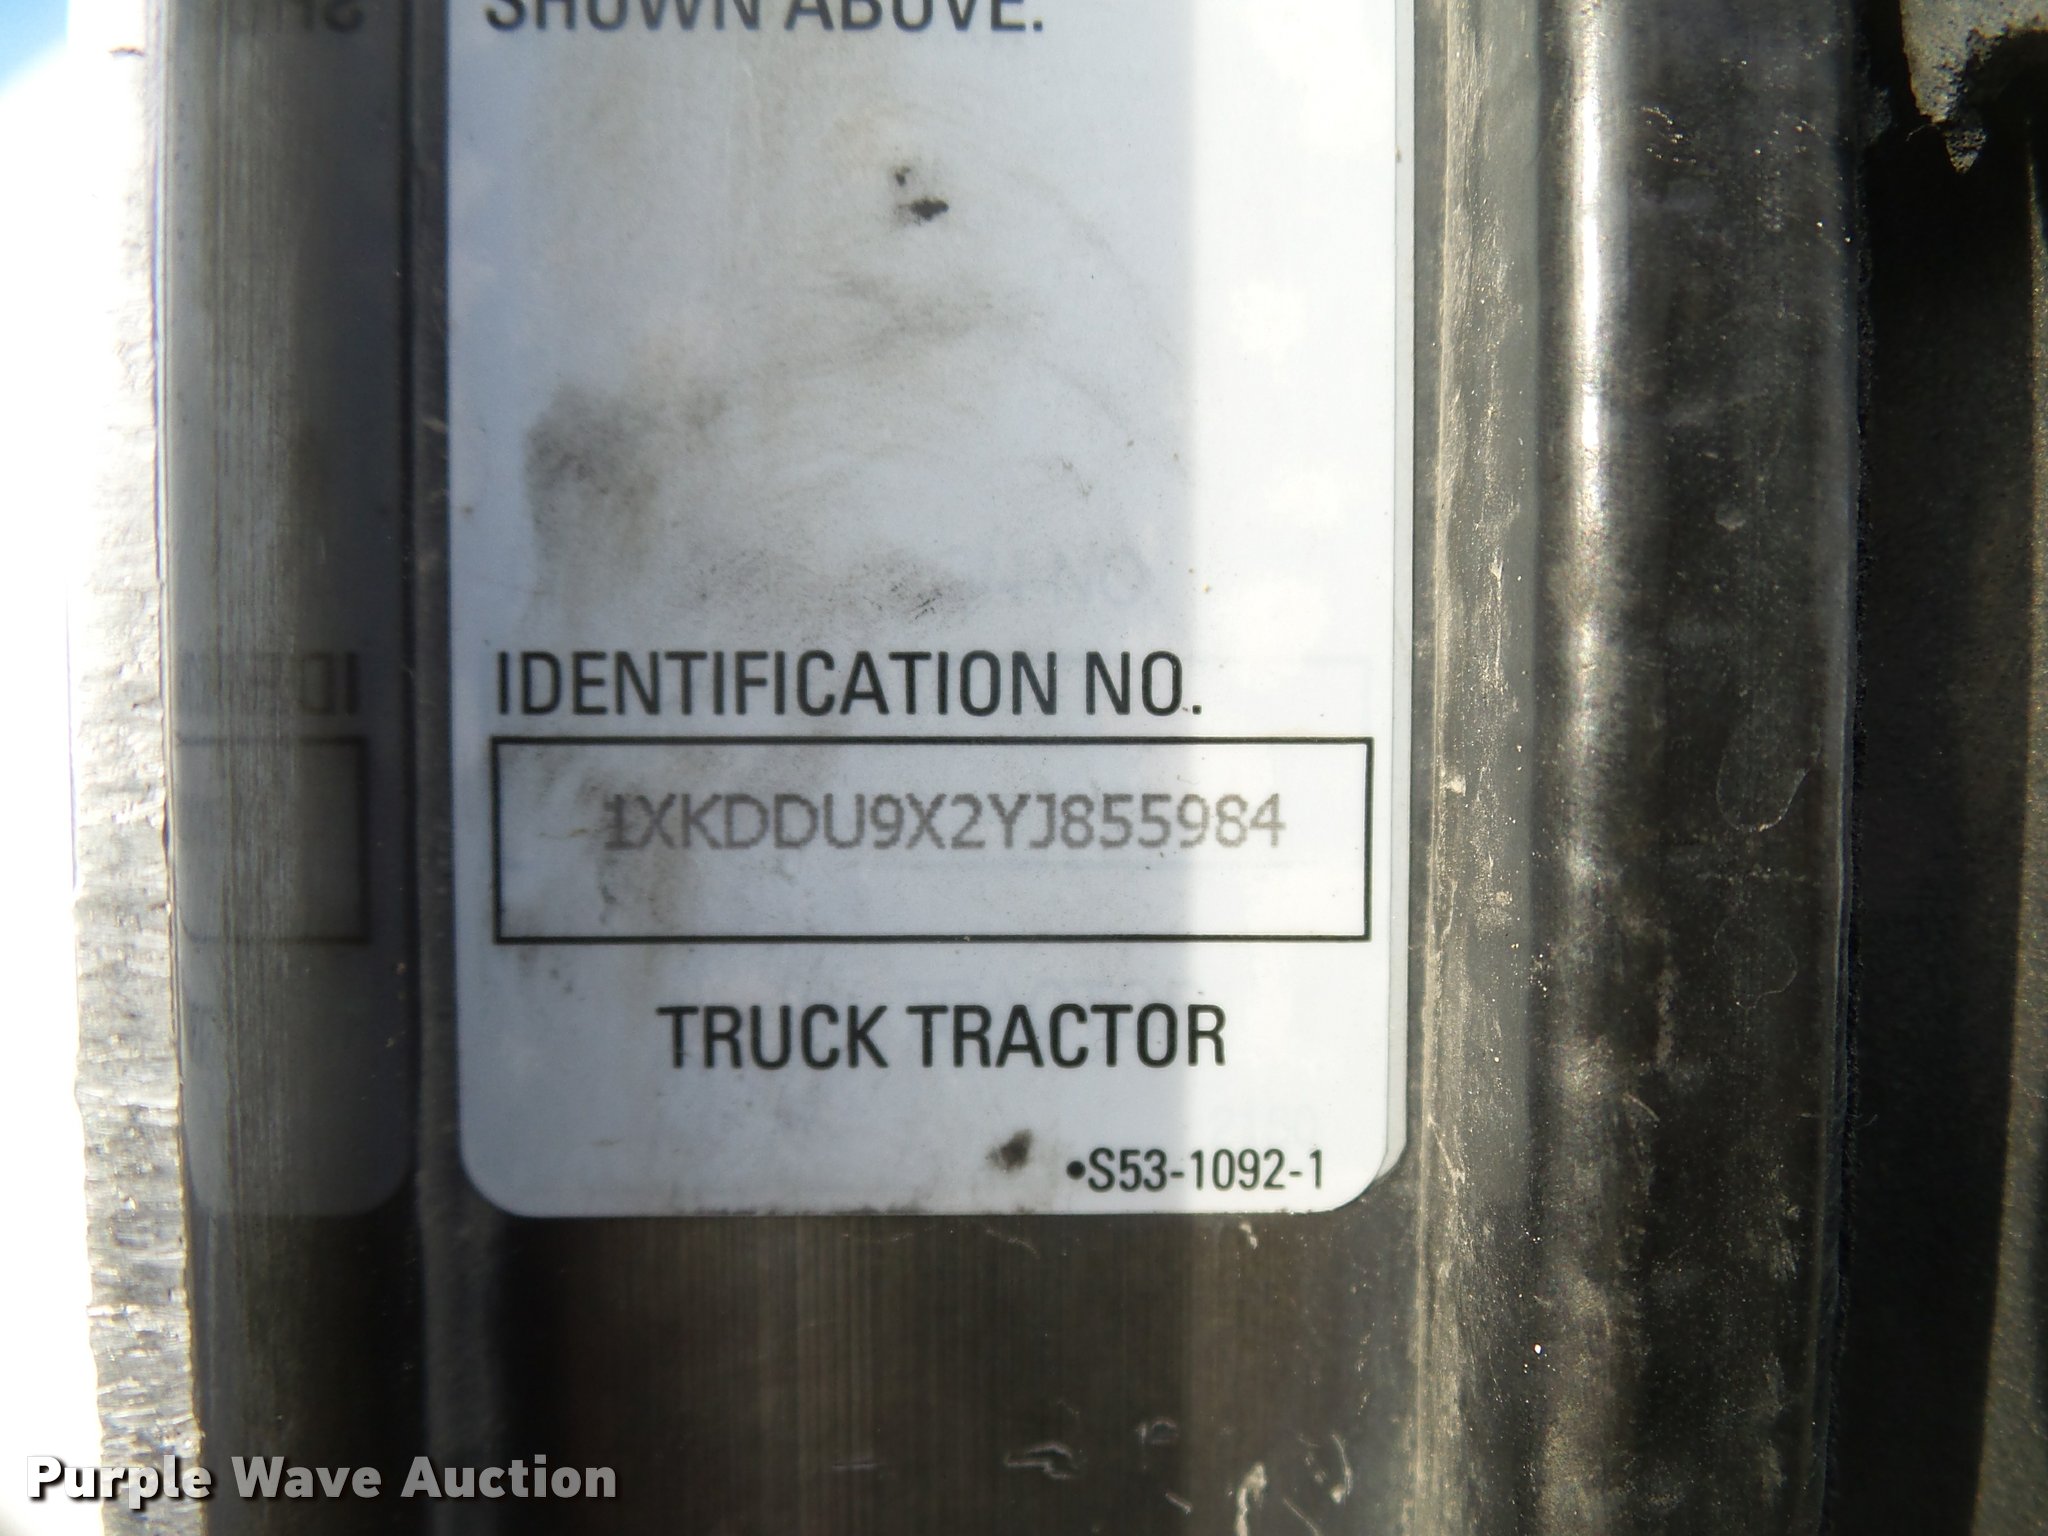 SHOWN ABOVE.
IDENTIFICATION NO.
1XKDDU9X2YJ855984
TRUCK TRACTOR
•S53-1092-1
Purple Wave Auction